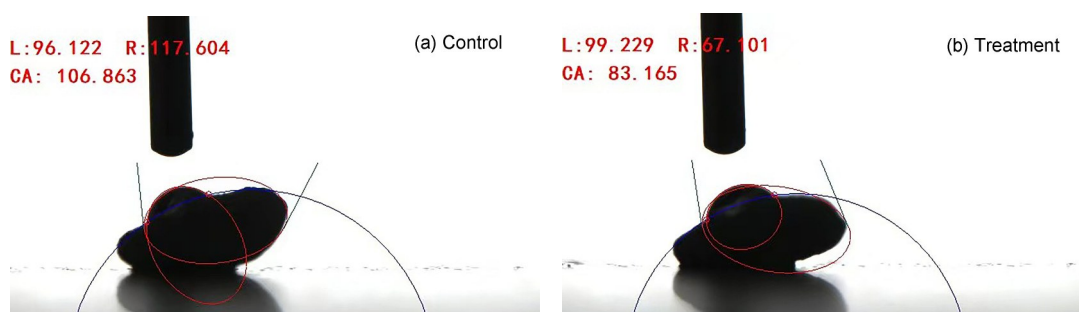 L:96.122 R:117.604
CA: 106.863
(a) Control
L:99.229 R:67.101
CA: 83.165
(b) Treatment